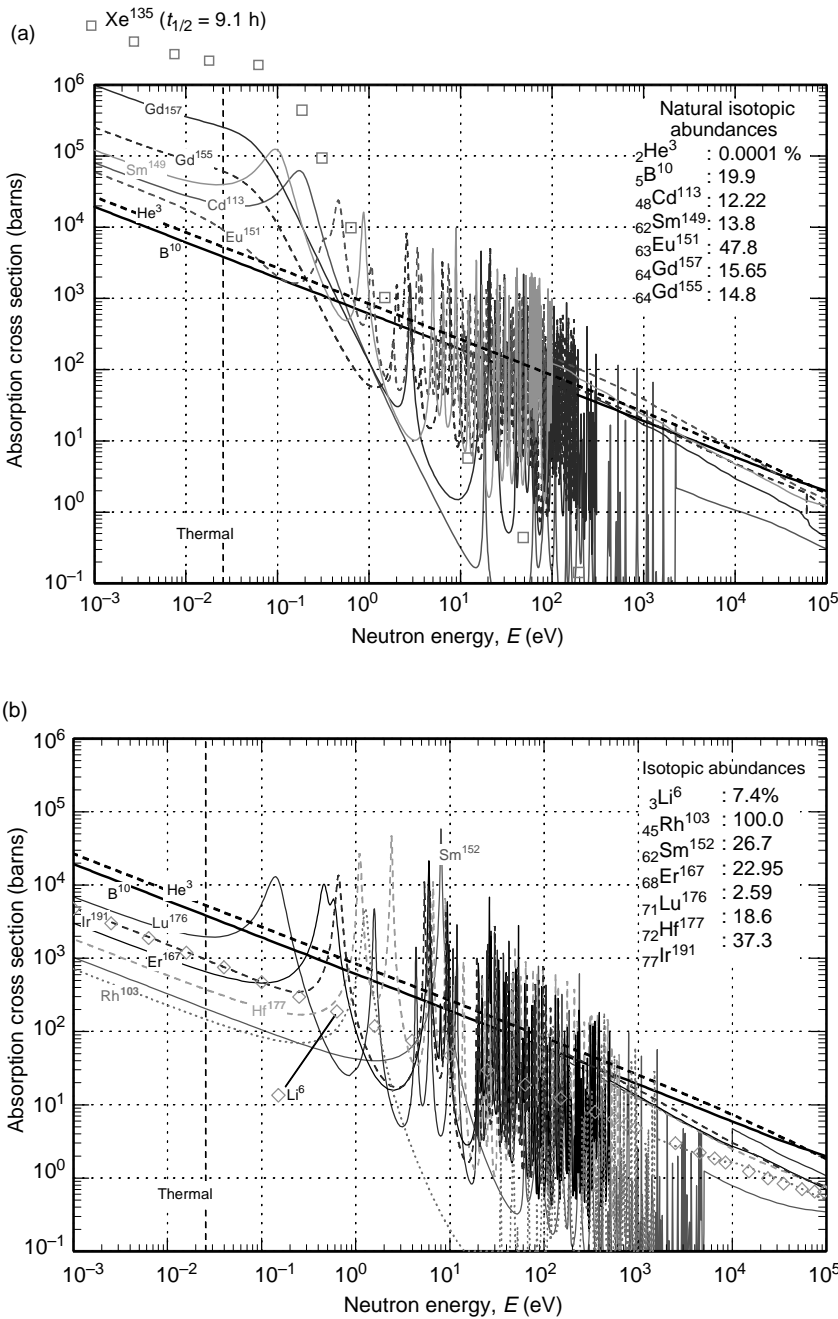 (a)
Xe¹³⁵ (t₁/₂ = 9.1 h)
10⁶
10⁵
10⁴
10³
10²
10¹
10⁰
10⁻¹
Absorption cross section (barns)
Gd157
Gd¹⁵⁵
Sm¹⁴⁹
Cd¹¹³
He³
Eu¹⁵¹
B¹⁰
Thermal
Natural isotopic
abundances
₂He³ : 0.0001 %
₅B¹⁰ : 19.9
₄₈Cd¹¹³ : 12.22
₆₂Sm¹⁴⁹ : 13.8
₆₃Eu¹⁵¹ : 47.8
₆₄Gd¹⁵⁷ : 15.65
₆₄Gd¹⁵⁵ : 14.8
10⁻³ 10⁻² 10⁻¹ 10⁰ 10¹ 10² 10³ 10⁴ 10⁵
Neutron energy, E (eV)
(b)
10⁶
10⁵
10⁴
10³
10²
10¹
10⁰
10⁻¹
Absorption cross section (barns)
Sm¹⁵²
B¹⁰
He³
Ir¹⁹¹
Lu¹⁷⁶
Er¹⁶⁷
Rh¹⁰³
Hf¹⁷⁷
Li⁶
Thermal
Isotopic abundances
₃Li⁶ : 7.4%
₄₅Rh¹⁰³ : 100.0
₆₂Sm¹⁵² : 26.7
₆₈Er¹⁶⁷ : 22.95
₇₁Lu¹⁷⁶ : 2.59
₇₂Hf¹⁷⁷ : 18.6
₇₇Ir¹⁹¹ : 37.3
10⁻³ 10⁻² 10⁻¹ 10⁰ 10¹ 10² 10³ 10⁴ 10⁵
Neutron energy, E (eV)